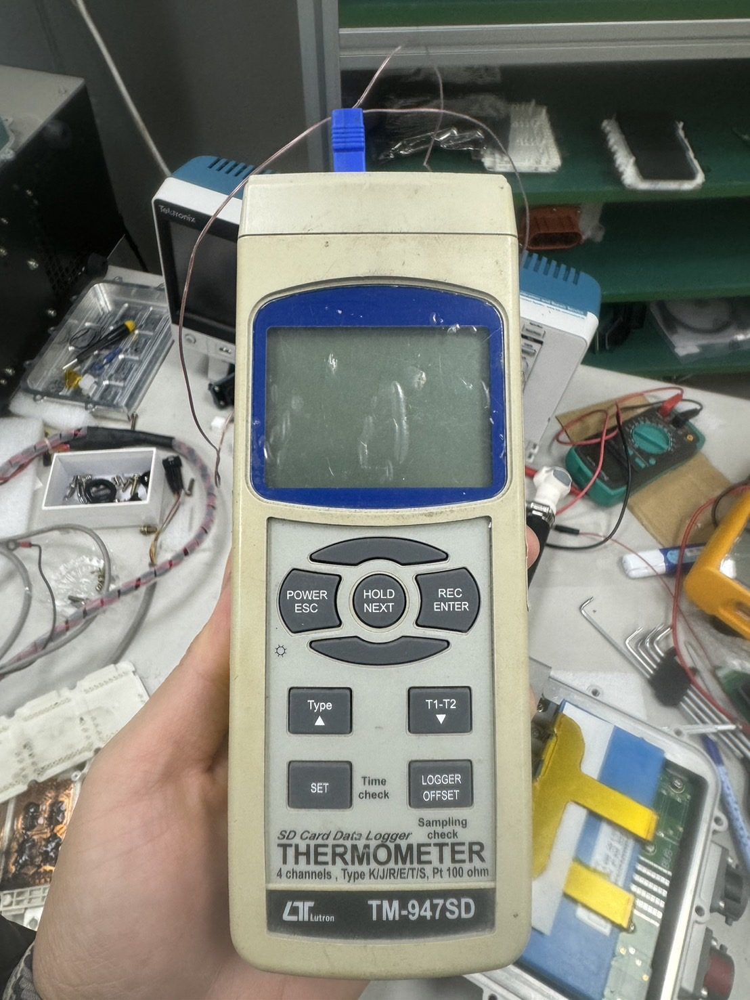 Tektronix
POWER
ESC
HOLD
NEXT
REC
ENTER
Type
▲
T1-T2
▼
SET
Time
check
LOGGER
OFFSET
Sampling
check
SD Card Data Logger
THERMOMETER
4 channels , Type K/J/R/E/T/S, Pt 100 ohm
Lutron
TM-947SD